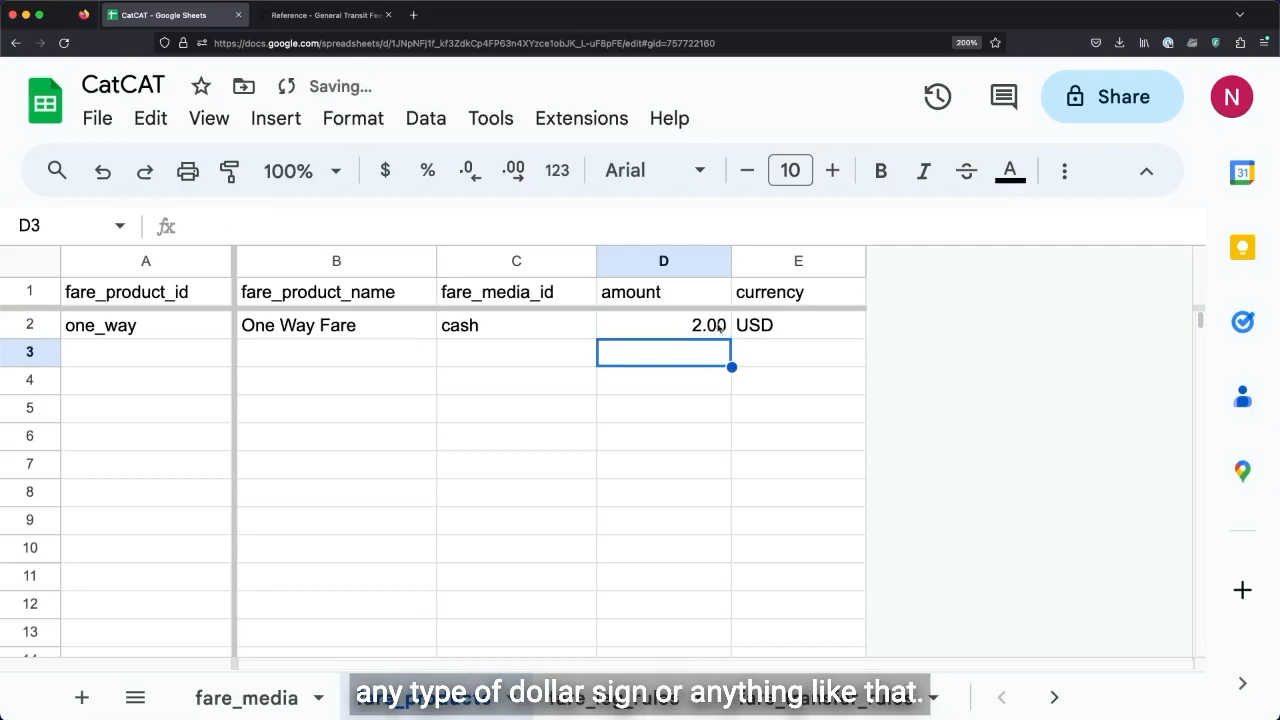 CatCAT - Google Sheets
Reference - General Transit Fee
https://docs.google.com/spreadsheets/d/1JNpNFj1f_kf3ZdkCp4FP63n4XYzce1obJK_L-uF8pFE/edit#gid=757722160
200%
CatCAT
Saving...
File Edit View Insert Format Data Tools Extensions Help
Share
N
100% $ % .0 .00 123 Arial 10 B I S A
31
D3
fx
A B C D E
1 fare_product_id fare_product_name fare_media_id amount currency
2 one_way One Way Fare cash 2.00 USD
3
4
5
6
7
8
9
10
11
12
13
14
fare_media
any type of dollar sign or anything like that.